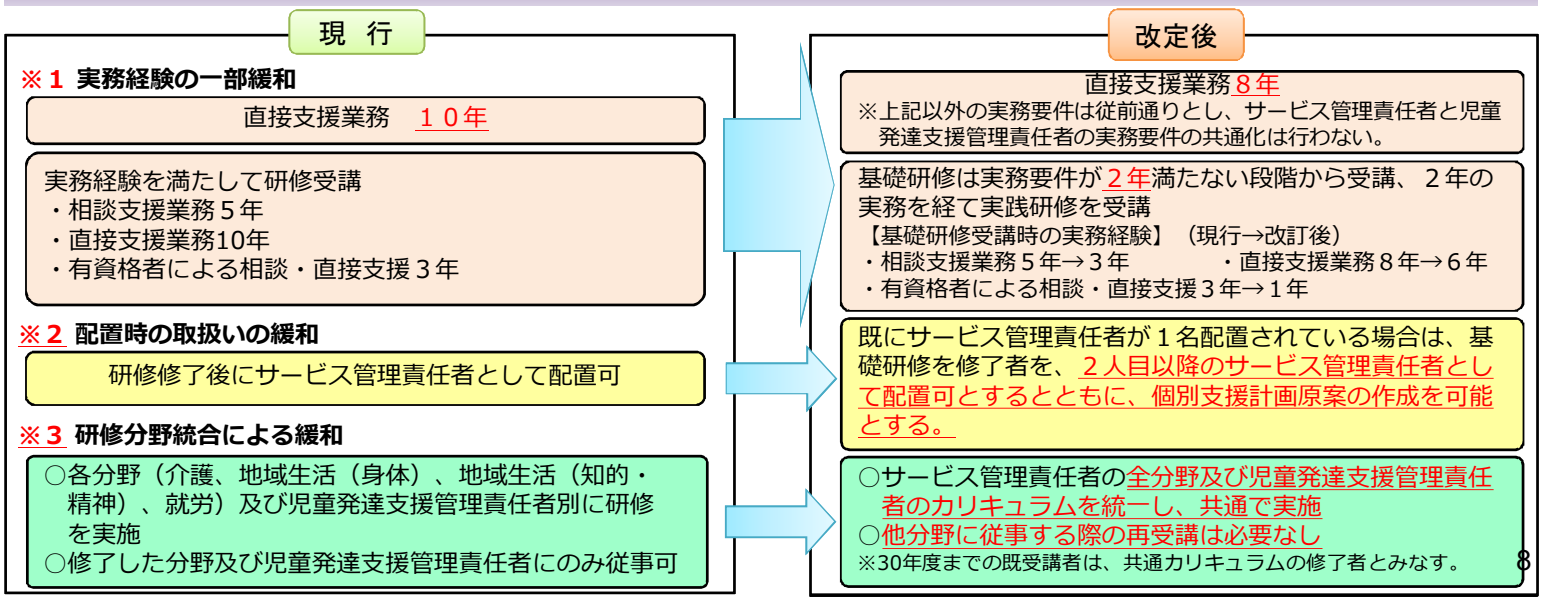 現 行
※１ 実務経験の一部緩和
直接支援業務　１０年
実務経験を満たして研修受講
・相談支援業務５年
・直接支援業務10年
・有資格者による相談・直接支援３年
※２ 配置時の取扱いの緩和
研修修了後にサービス管理責任者として配置可
※３ 研修分野統合による緩和
○各分野（介護、地域生活（身体）、地域生活（知的・
精神）、就労）及び児童発達支援管理責任者別に研修
を実施
○修了した分野及び児童発達支援管理責任者にのみ従事可
改定後
直接支援業務８年
※上記以外の実務要件は従前通りとし、サービス管理責任者と児童
発達支援管理責任者の実務要件の共通化は行わない。
基礎研修は実務要件が２年満たない段階から受講、２年の
実務を経て実践研修を受講
【基礎研修受講時の実務経験】（現行→改訂後）
・相談支援業務５年→３年　　　・直接支援業務８年→６年
・有資格者による相談・直接支援３年→１年
既にサービス管理責任者が１名配置されている場合は、基
礎研修を修了者を、２人目以降のサービス管理責任者とし
て配置可とするとともに、個別支援計画原案の作成を可能
とする。
○サービス管理責任者の全分野及び児童発達支援管理責任
者のカリキュラムを統一し、共通で実施
○他分野に従事する際の再受講は必要なし
※30年度までの既受講者は、共通カリキュラムの修了者とみなす。
8